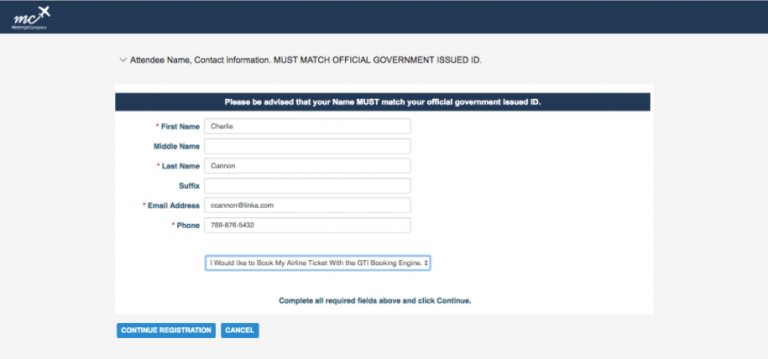 mc
MeetingsCompany
Attendee Name, Contact Information. MUST MATCH OFFICIAL GOVERNMENT ISSUED ID.
Please be advised that your Name MUST match your official government issued ID.
* First Name Charlie
Middle Name
* Last Name Cannon
Suffix
* Email Address ccannon@linka.com
* Phone 789-876-5432
I Would like to Book My Airline Ticket With the GTI Booking Engine.
Complete all required fields above and click Continue.
CONTINUE REGISTRATION CANCEL